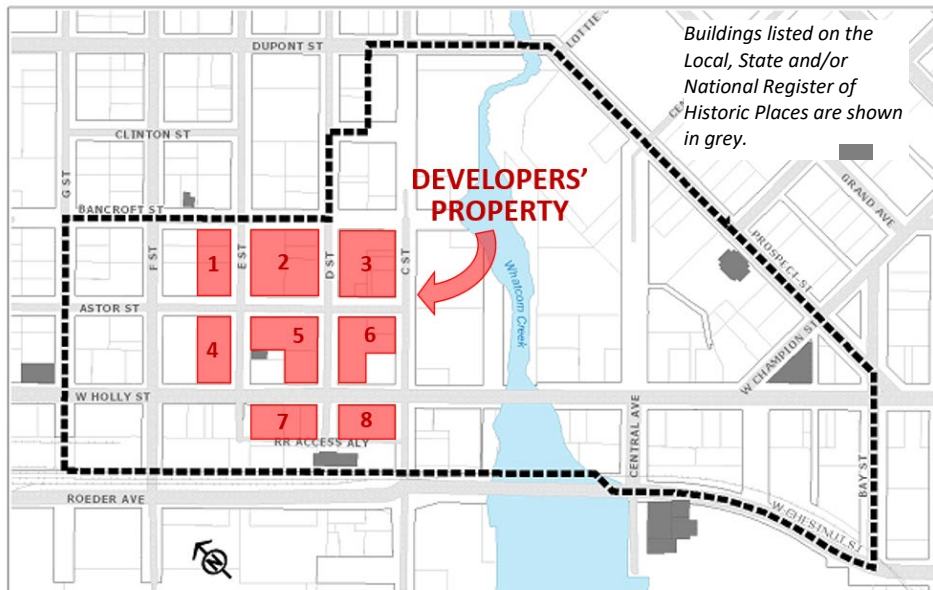 DUPONT ST
LOTTIE
Buildings listed on the
Local, State and/or
National Register of
Historic Places are shown
in grey.
CLINTON ST
CEN
GRAND AVE
G ST
BANCROFT ST
DEVELOPERS'
PROPERTY
F ST
E ST
D ST
C ST
1
2
3
PROSPECT ST
Whatcom Creek
ASTOR ST
4
5
6
W CHAMPION ST
W HOLLY ST
7
8
RR ACCESS ALY
CENTRAL AVE
BAY ST
ROEDER AVE
W CHESTNUT ST
N